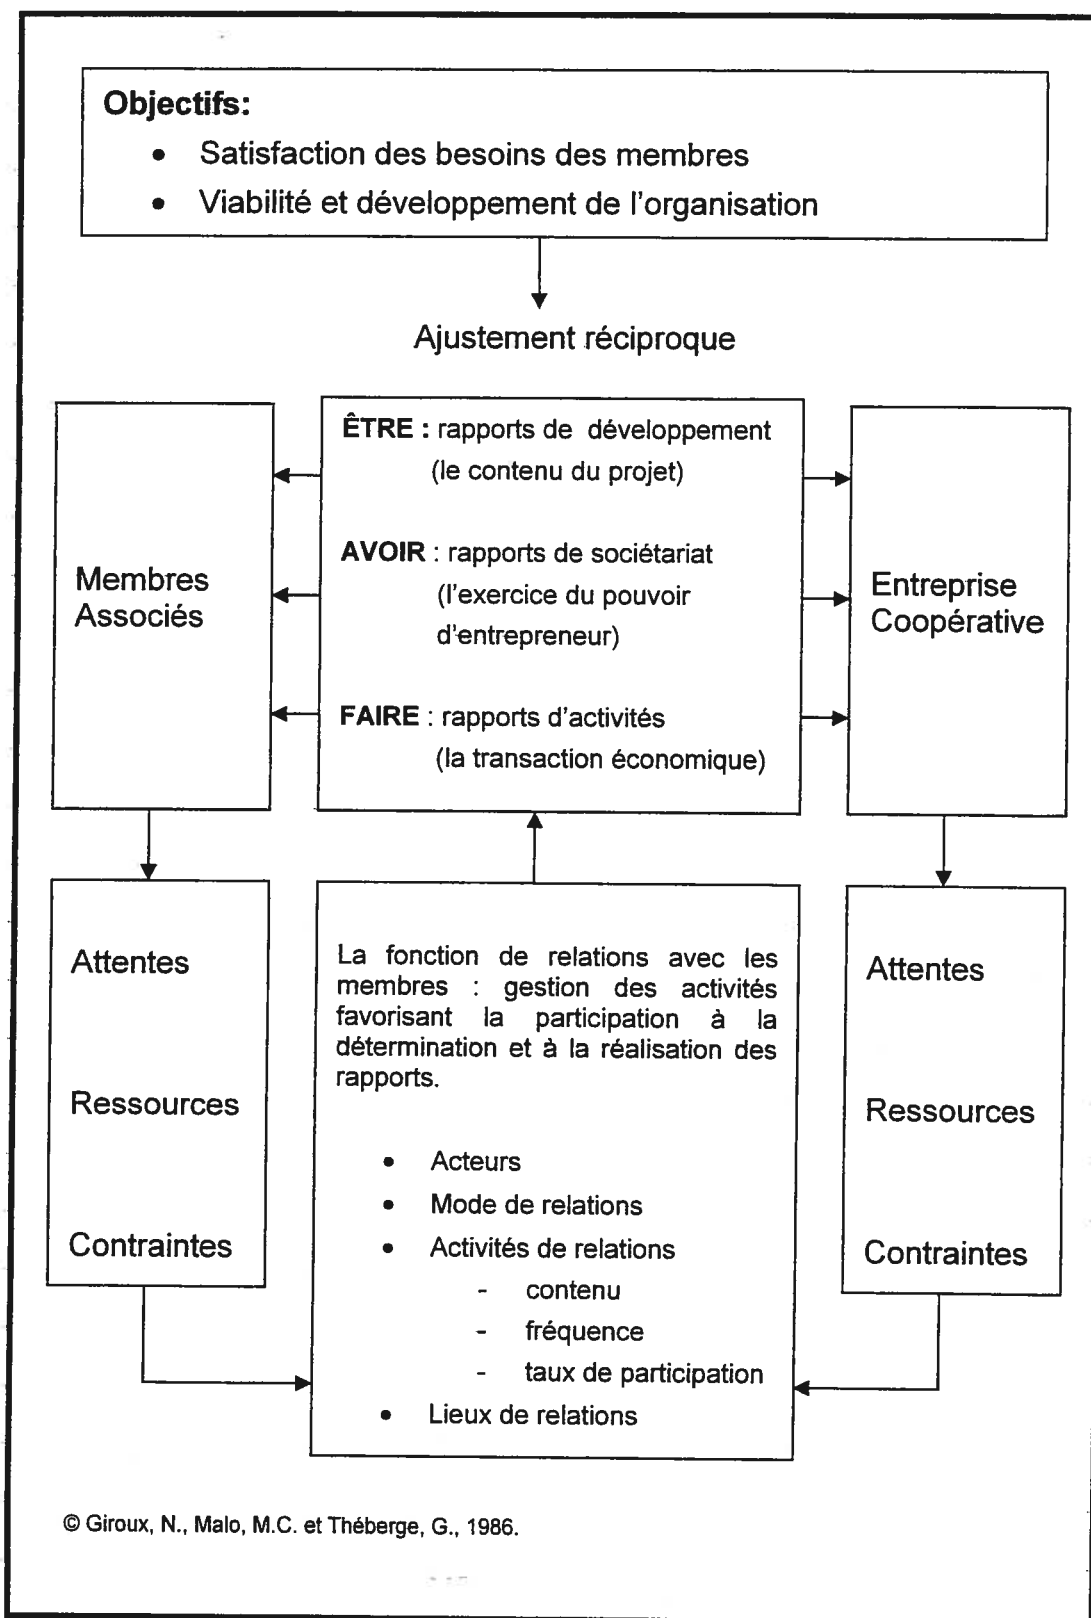 Objectifs:
• Satisfaction des besoins des membres
• Viabilité et développement de l'organisation
Ajustement réciproque
Membres
Associés
ÊTRE : rapports de développement
(le contenu du projet)
AVOIR : rapports de sociétariat
(l'exercice du pouvoir
d'entrepreneur)
FAIRE : rapports d'activités
(la transaction économique)
Entreprise
Coopérative
Attentes
Ressources
Contraintes
La fonction de relations avec les
membres : gestion des activités
favorisant la participation à la
détermination et à la réalisation des
rapports.
• Acteurs
• Mode de relations
• Activités de relations
- contenu
- fréquence
- taux de participation
• Lieux de relations
Attentes
Ressources
Contraintes
© Giroux, N., Malo, M.C. et Théberge, G., 1986.